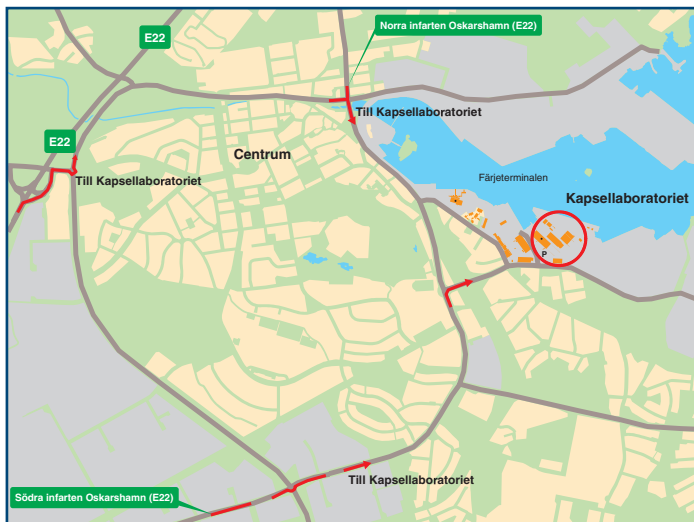 Norra infarten Oskarshamn (E22)
E22
Till Kapsellaboratoriet
E22
Centrum
Till Kapsellaboratoriet
Färjeterminalen
Kapsellaboratoriet
P
Till Kapsellaboratoriet
Södra infarten Oskarshamn (E22)